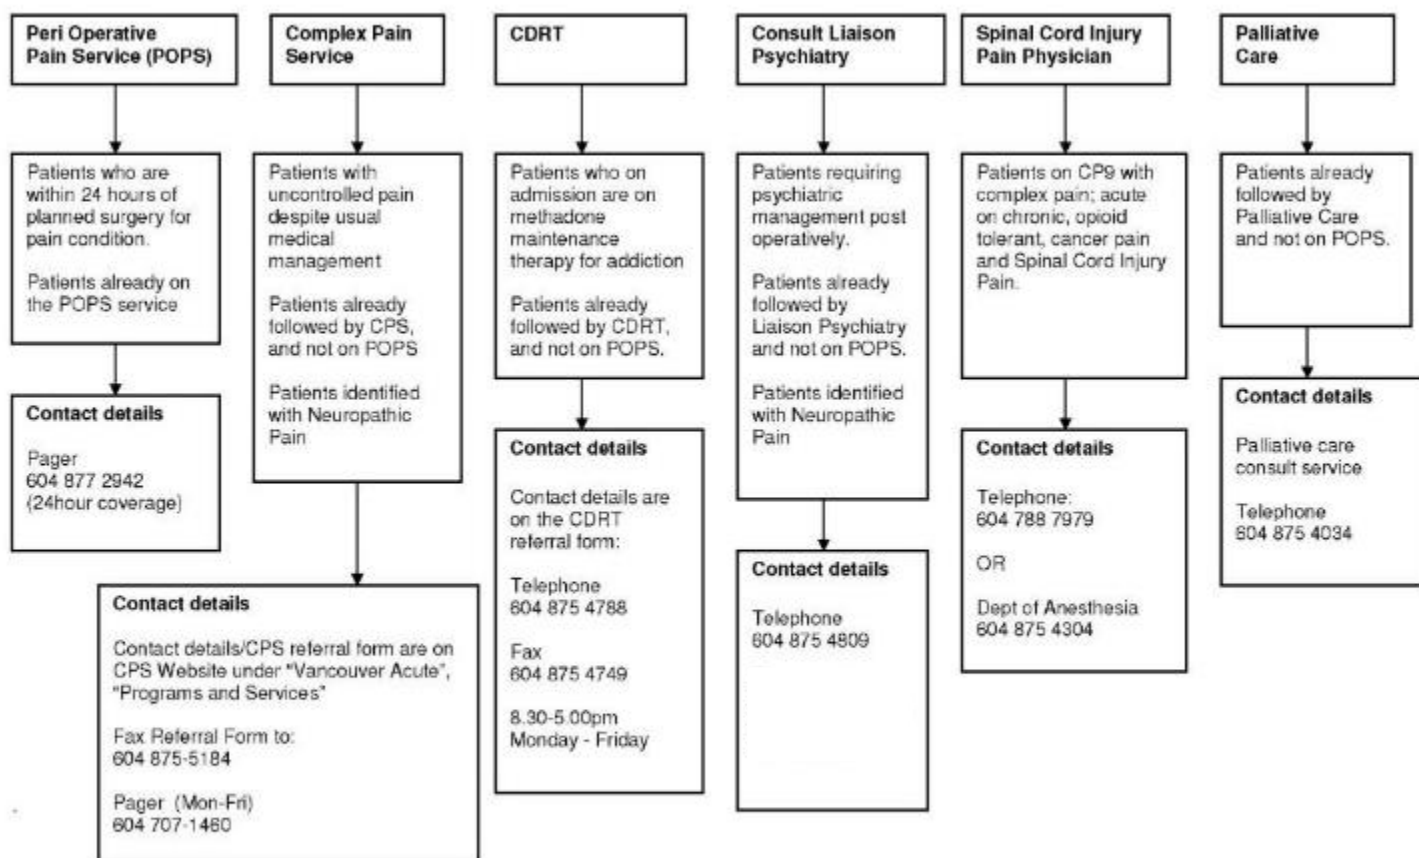 Peri Operative
Pain Service (POPS)
Patients who are
within 24 hours of
planned surgery for
pain condition.
Patients already on
the POPS service
Contact details
Pager
604 877 2942
(24hour coverage)
Complex Pain
Service
Patients with
uncontrolled pain
despite usual
medical
management
Patients already
followed by CPS,
and not on POPS
Patients identified
with Neuropathic
Pain
Contact details
Contact details/CPS referral form are on
CPS Website under “Vancouver Acute”,
“Programs and Services”
Fax Referral Form to:
604 875-5184
Pager (Mon-Fri)
604 707-1460
CDRT
Patients who on
admission are on
methadone
maintenance
therapy for addiction
Patients already
followed by CDRT,
and not on POPS.
Contact details
Contact details are
on the CDRT
referral form:
Telephone
604 875 4788
Fax
604 875 4749
8.30-5.00pm
Monday - Friday
Consult Liaison
Psychiatry
Patients requiring
psychiatric
management post
operatively.
Patients already
followed by
Liaison Psychiatry
and not on POPS.
Patients identified
with Neuropathic
Pain
Contact details
Telephone
604 875 4809
Spinal Cord Injury
Pain Physician
Patients on CP9 with
complex pain; acute
on chronic, opioid
tolerant, cancer pain
and Spinal Cord Injury
Pain.
Contact details
Telephone:
604 788 7979
OR
Dept of Anesthesia
604 875 4304
Palliative
Care
Patients already
followed by
Palliative Care
and not on POPS.
Contact details
Palliative care
consult service
Telephone
604 875 4034